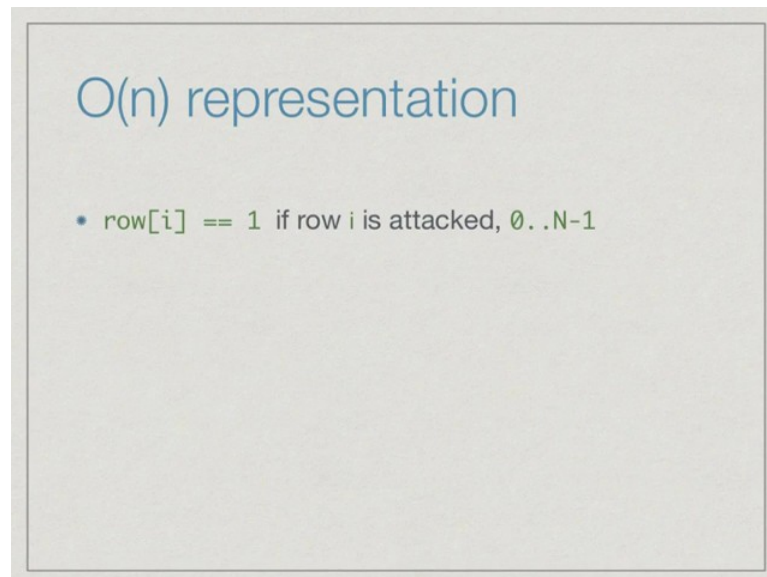 O(n) representation
• row[i] == 1 if row i is attacked, 0..N-1